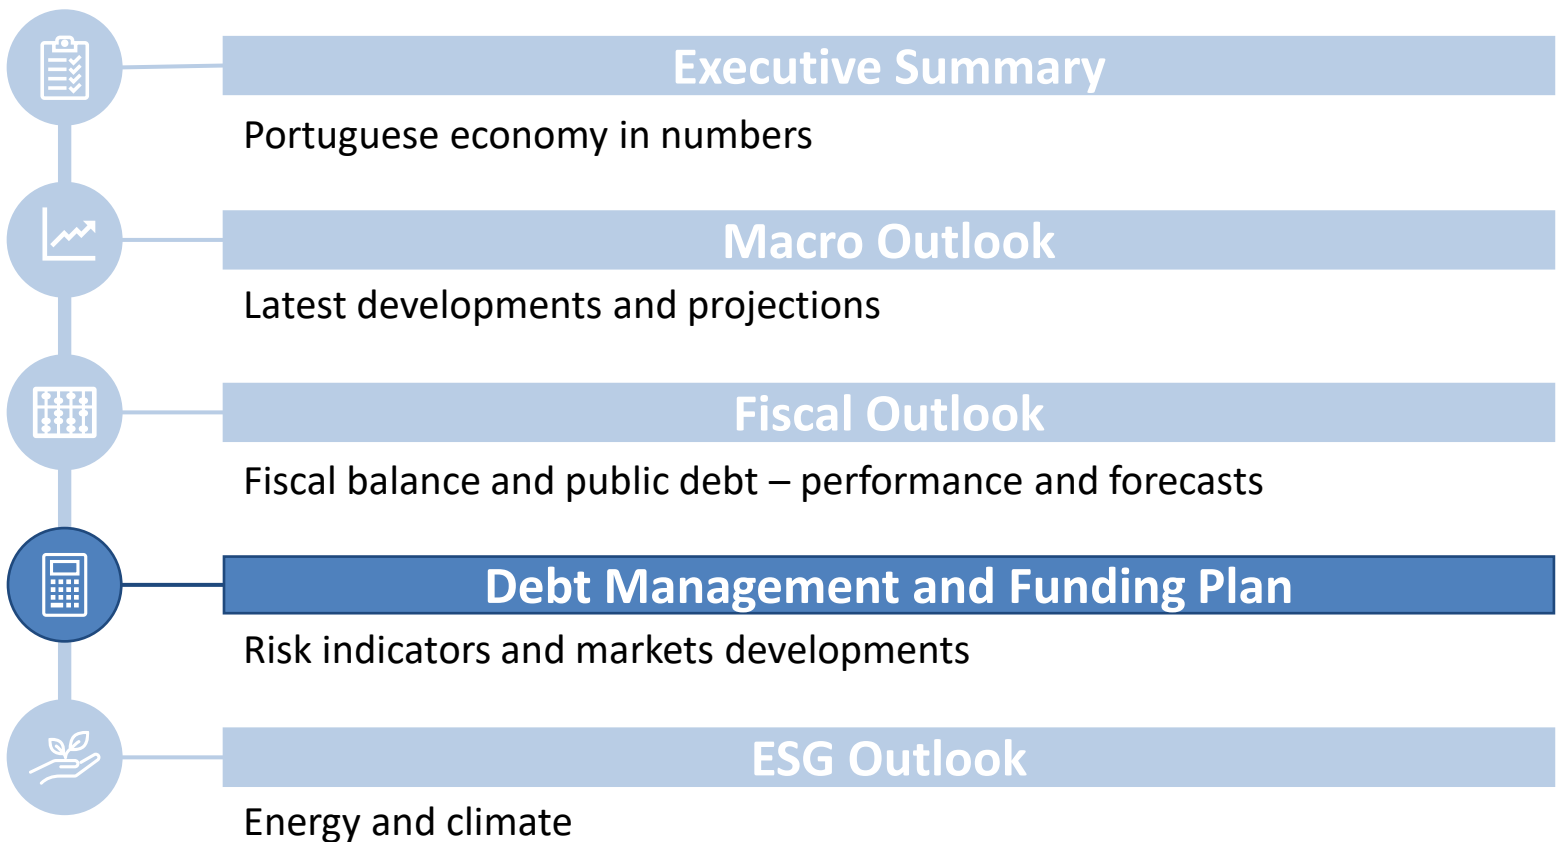 Executive Summary
Portuguese economy in numbers
Macro Outlook
Latest developments and projections
Fiscal Outlook
Fiscal balance and public debt – performance and forecasts
Debt Management and Funding Plan
Risk indicators and markets developments
ESG Outlook
Energy and climate